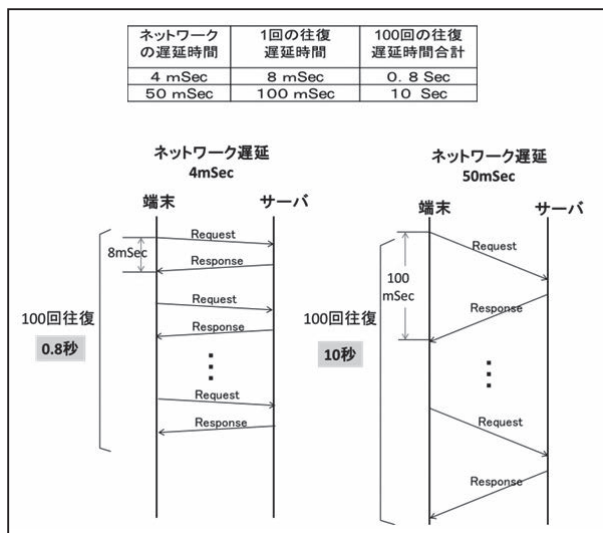 ネットワーク
の遅延時間
1回の往復
遅延時間
100回の往復
遅延時間合計
4 mSec
8 mSec
0. 8 Sec
50 mSec
100 mSec
10 Sec
ネットワーク遅延
4mSec
端末
サーバ
Request
8mSec
Response
Request
100回往復
Response
0.8秒
Request
Response
ネットワーク遅延
50mSec
端末
サーバ
Request
100
mSec
Response
100回往復
10秒
Request
Response